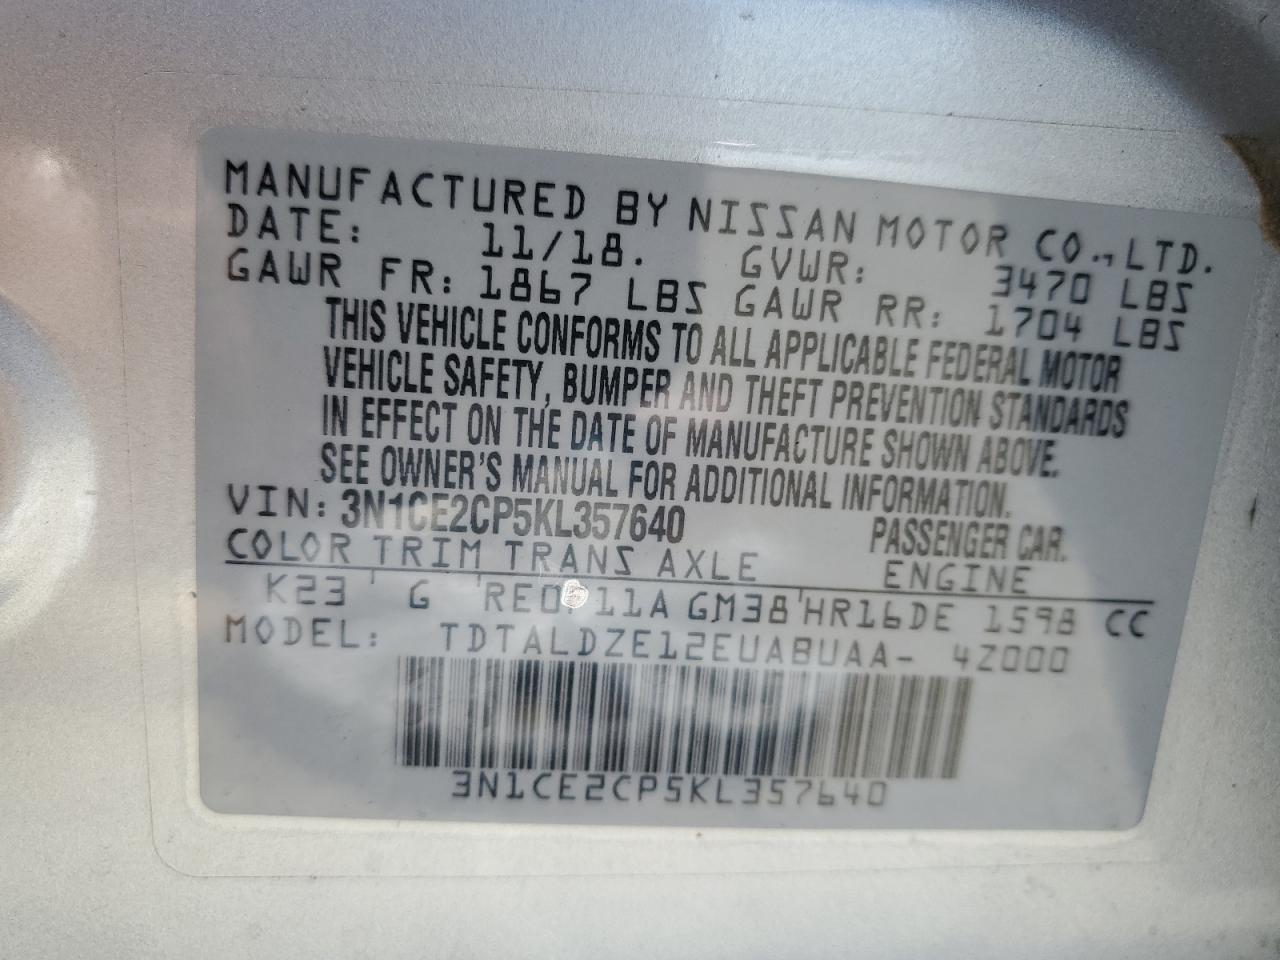 MANUFACTURED BY NISSAN MOTOR CO.,LTD.
DATE: 11/18. GVWR: 3470 LBS
GAWR FR: 1867 LBS GAWR RR: 1704 LBS
THIS VEHICLE CONFORMS TO ALL APPLICABLE FEDERAL MOTOR
VEHICLE SAFETY, BUMPER AND THEFT PREVENTION STANDARDS
IN EFFECT ON THE DATE OF MANUFACTURE SHOWN ABOVE.
SEE OWNER'S MANUAL FOR ADDITIONAL INFORMATION.
VIN: 3N1CE2CP5KL357640 PASSENGER CAR.
COLOR TRIM TRANS AXLE ENGINE
K23 G RE0F11A GM38 HR16DE 1598 CC
MODEL: TDTALDZE12EUABUAA- 4Z000
3N1CE2CP5KL357640